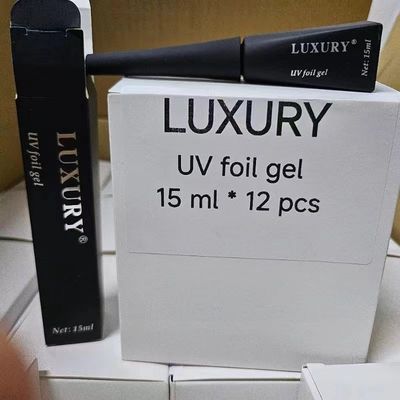 LUXURY®
UV foil gel
Net: 15ml
LUXURY
UV foil gel
15 ml * 12 pcs
UV foil gel
LUXURY®
Net: 15ml